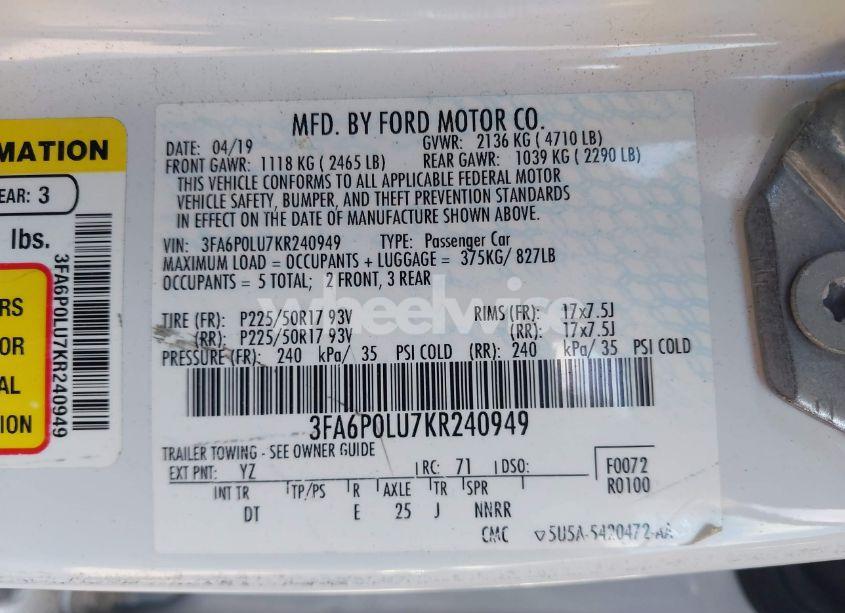 MATION
EAR: 3
lbs.
RS
OR
AL
ION
3FA6P0LU7KR240949
MFD. BY FORD MOTOR CO.
DATE: 04/19 GVWR: 2136 KG ( 4710 LB)
FRONT GAWR: 1118 KG ( 2465 LB) REAR GAWR: 1039 KG ( 2290 LB)
THIS VEHICLE CONFORMS TO ALL APPLICABLE FEDERAL MOTOR
VEHICLE SAFETY, BUMPER, AND THEFT PREVENTION STANDARDS
IN EFFECT ON THE DATE OF MANUFACTURE SHOWN ABOVE.
VIN: 3FA6P0LU7KR240949 TYPE: Passenger Car
MAXIMUM LOAD = OCCUPANTS + LUGGAGE = 375KG/ 827LB
OCCUPANTS = 5 TOTAL; 2 FRONT, 3 REAR
wheelwise
TIRE (FR): P225/50R17 93V RIMS (FR): 17x7.5J
(RR): P225/50R17 93V (RR): 17x7.5J
PRESSURE (FR): 240 kPa/ 35 PSI COLD (RR): 240 kPa/ 35 PSI COLD
3FA6P0LU7KR240949
TRAILER TOWING - SEE OWNER GUIDE
EXT PNT: YZ RC: 71 DSO: F0072
INT TR TP/PS R AXLE TR SPR R0100
DT E 25 J NNRR
CMC 5U5A-5420472-AA